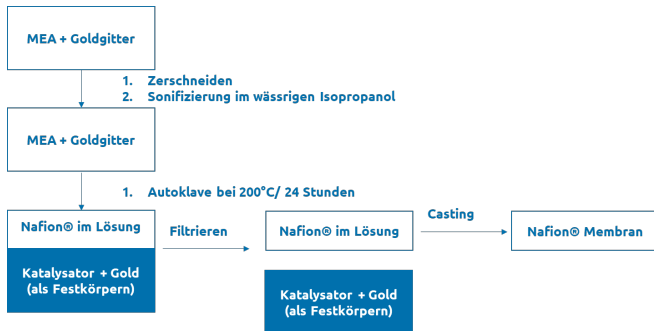 MEA + Goldgitter
1. Zerschneiden
2. Sonifizierung im wässrigen Isopropanol
MEA + Goldgitter
1. Autoklave bei 200°C/ 24 Stunden
Nafion® im Lösung
Katalysator + Gold
(als Festkörpern)
Filtrieren
Nafion® im Lösung
Katalysator + Gold
(als Festkörpern)
Casting
Nafion® Membran